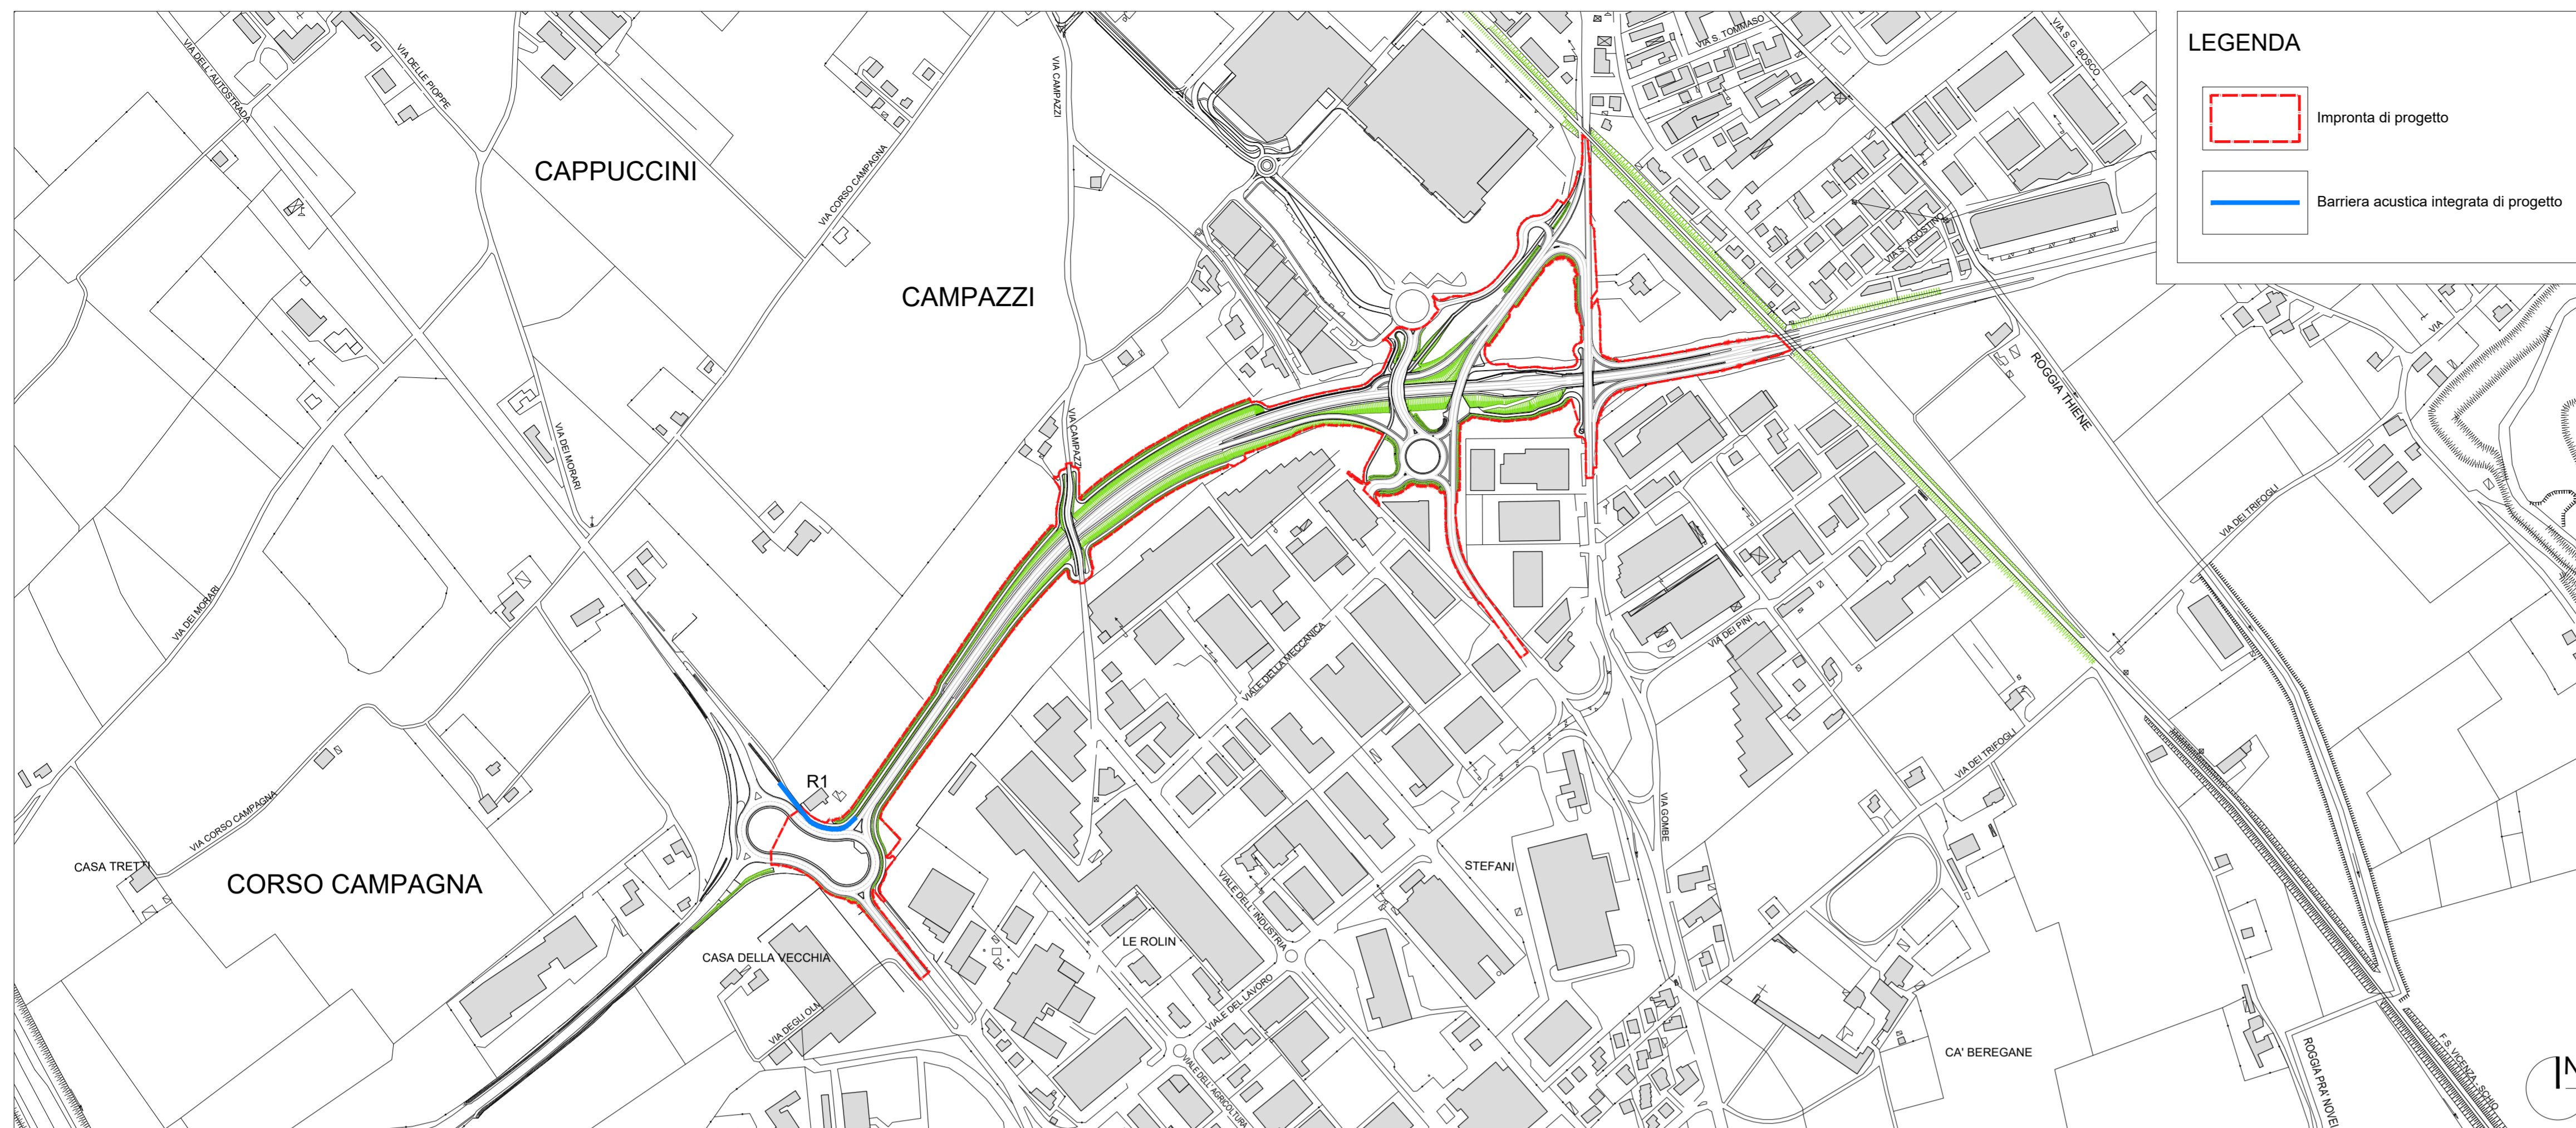 VIA DELL' AUTOSTRADA
VIA DELLE PIOPPE
VIA CAMPAZZI
VIA S. TOMMASO
VIA S. G. BOSCO
LEGENDA
Impronta di progetto
Barriera acustica integrata di progetto
CAPPUCCINI
VIA CORSO CAMPAGNA
VIA S. AGOSTINO
CAMPAZZI
VIA
ROGGIA THIENE
VIA CAMPAZZI
VIA DEI MORARI
VIA DEI TRIFOGLI
VIA DEI MORARI
VIA DEI PINI
VIALE DELLA MECCANICA
VIA DEI TRIFOGLI
R1
VIA CORSO CAMPAGNA
VIA GOMBE
CASA TRETTI
CORSO CAMPAGNA
STEFANI
VIALE DELL' INDUSTRIA
LE ROLIN
CASA DELLA VECCHIA
VIALE DEL LAVORO
VIA DEGLI OLMI
CA' BEREGANE
VIALE DELL' AGRICOLTURA
F.S. VICENZA - SCHIO
ROGGIA PRA' NOVEI
N